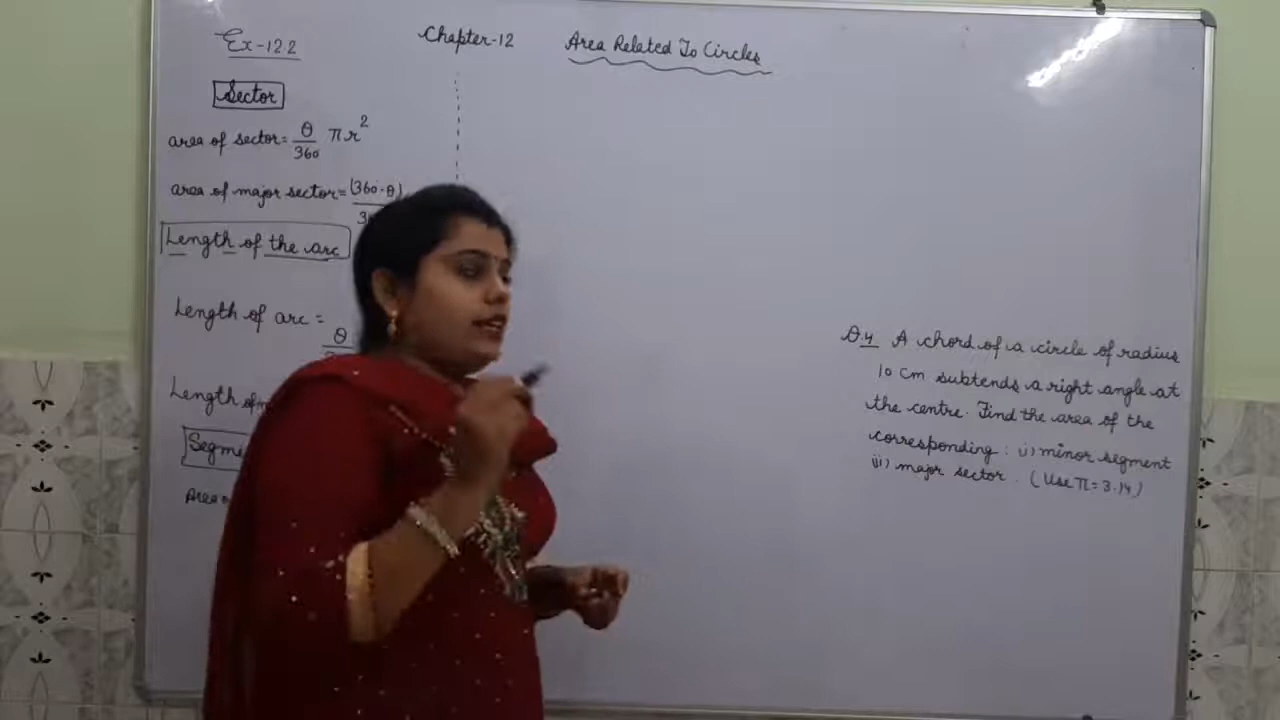 Ex-12.2
Chapter-12
Area Related To Circles
Sector
area of sector = θ/360 πr²
area of major sector = (360-θ)
Length of the arc
Length of arc = θ
Length of
Q.4 A chord of a circle of radius
10 cm subtends a right angle at
the centre. Find the area of the
corresponding : i) minor segment
ii) major sector. (Use π = 3.14)